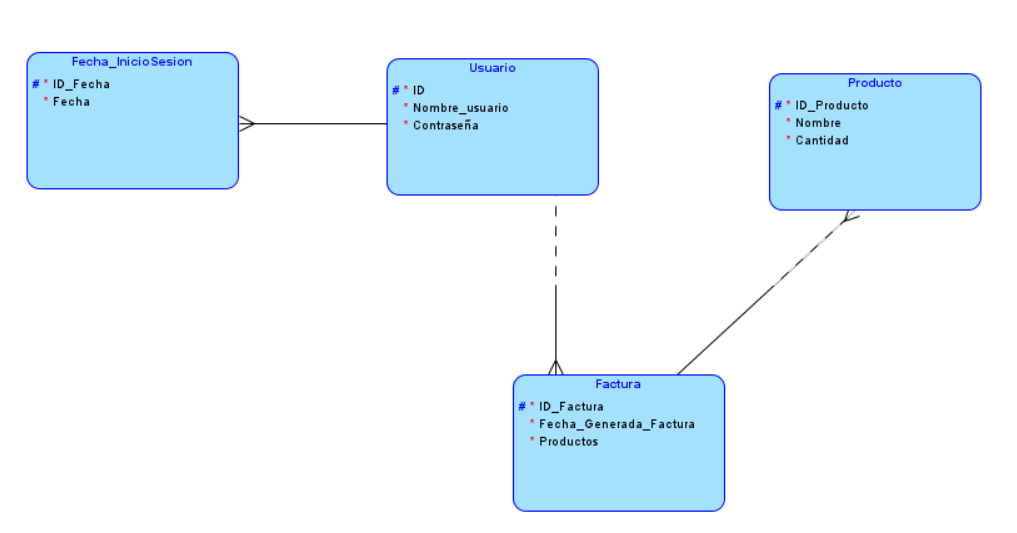 Fecha_InicioSesion
# * ID_Fecha
* Fecha
Usuario
# * ID
* Nombre_usuario
* Contraseña
Producto
# * ID_Producto
* Nombre
* Cantidad
Factura
# * ID_Factura
* Fecha_Generada_Factura
* Productos